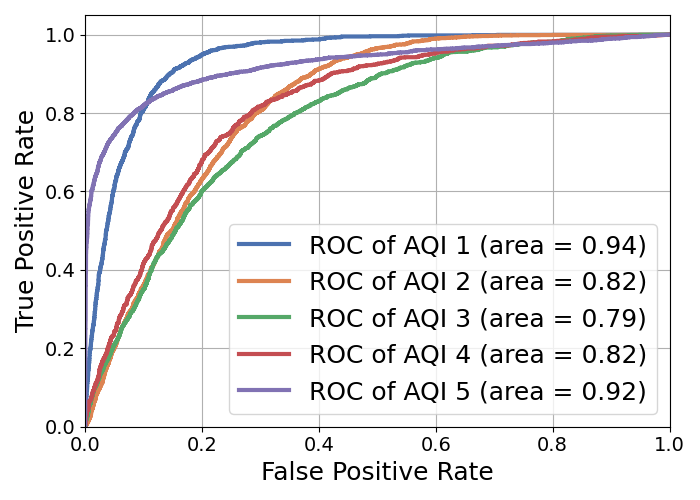 1.0
0.8
0.6
0.4
0.2
0.0
True Positive Rate
ROC of AQI 1 (area = 0.94)
ROC of AQI 2 (area = 0.82)
ROC of AQI 3 (area = 0.79)
ROC of AQI 4 (area = 0.82)
ROC of AQI 5 (area = 0.92)
0.0 0.2 0.4 0.6 0.8 1.0
False Positive Rate